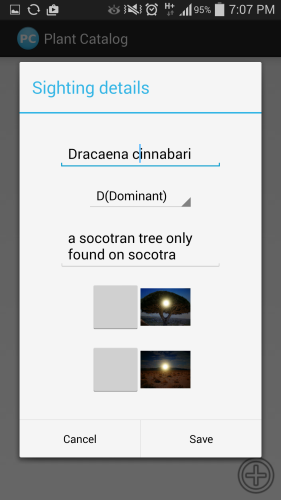 95% 7:07 PM
PC Plant Catalog
Sighting details
Dracaena cinnabari
D(Dominant)
a socotran tree only
found on socotra
Cancel Save